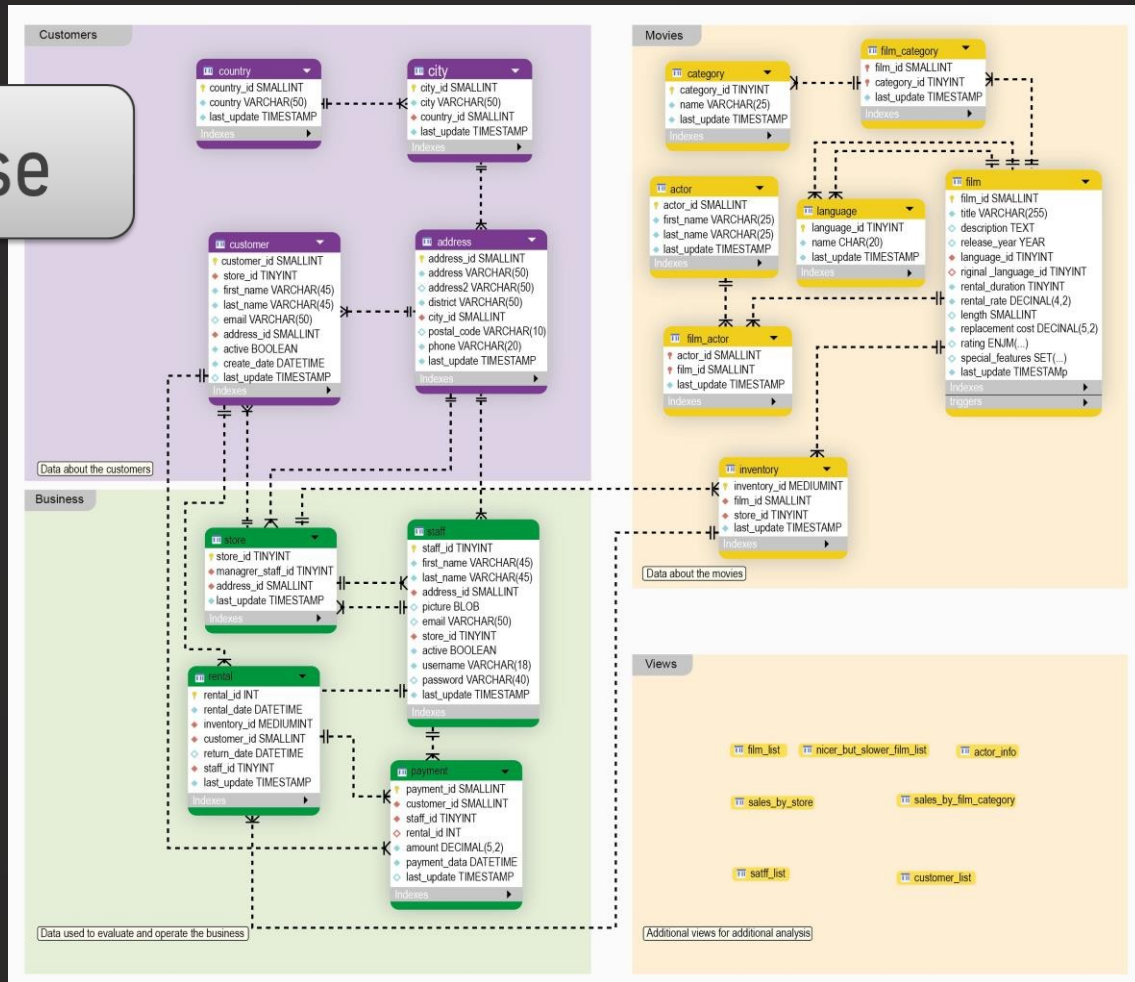 se
Customers
country
country_id SMALLINT
country VARCHAR(50)
last_update TIMESTAMP
Indexes
city
city_id SMALLINT
city VARCHAR(50)
country_id SMALLINT
last_update TIMESTAMP
Indexes
customer
customer_id SMALLINT
store_id TINYINT
first_name VARCHAR(45)
last_name VARCHAR(45)
email VARCHAR(50)
address_id SMALLINT
active BOOLEAN
create_date DATETIME
last_update TIMESTAMP
Indexes
address
address_id SMALLINT
address VARCHAR(50)
address2 VARCHAR(50)
district VARCHAR(50)
city_id SMALLINT
postal_code VARCHAR(10)
phone VARCHAR(20)
last_update TIMESTAMP
Indexes
Data about the customers
Business
store
store_id TINYINT
managrer_staff_id TINYINT
address_id SMALLINT
last_update TIMESTAMP
Indexes
staff
staff_id TINYINT
first_name VARCHAR(45)
last_name VARCHAR(45)
address_id SMALLINT
picture BLOB
email VARCHAR(50)
store_id TINYINT
active BOOLEAN
username VARCHAR(18)
password VARCHAR(40)
last_update TIMESTAMP
Indexes
rental
rental_id INT
rental_date DATETIME
inventory_id MEDIUMINT
customer_id SMALLINT
return_date DATETIME
staff_id TINYINT
last_update TIMESTAMP
Indexes
payment
payment_id SMALLINT
customer_id SMALLINT
staff_id TINYINT
rental_id INT
amount DECIMAL(5,2)
payment_data DATETIME
last_update TIMESTAMP
Indexes
Data used to evaluate and operate the business
Movies
category
category_id TINYINT
name VARCHAR(25)
last_update TIMESTAMP
Indexes
film_category
film_id SMALLINT
category_id TINYINT
last_update TIMESTAMP
Indexes
actor
actor_id SMALLINT
first_name VARCHAR(25)
last_name VARCHAR(25)
last_update TIMESTAMP
Indexes
language
language_id TINYINT
name CHAR(20)
last_update TIMESTAMP
Indexes
film
film_id SMALLINT
title VARCHAR(255)
description TEXT
release_year YEAR
language_id TINYINT
riginal _language_id TINYINT
rental_duration TINYINT
rental_rate DECINAL(4,2)
length SMALLINT
replacement cost DECINAL(5,2)
rating ENJM(...)
special_features SET(...)
last_update TIMESTAMp
Indexes
triggers
film_actor
actor_id SMALLINT
film_id SMALLINT
last_update TIMESTAMP
Indexes
inventory
inventory_id MEDIUMINT
film_id SMALLINT
store_id TINYINT
last_update TIMESTAMP
Indexes
Data about the movies
Views
film_list
nicer_but_slower_film_list
actor_info
sales_by_store
sales_by_film_category
satff_list
customer_list
Additional views for additional analysis